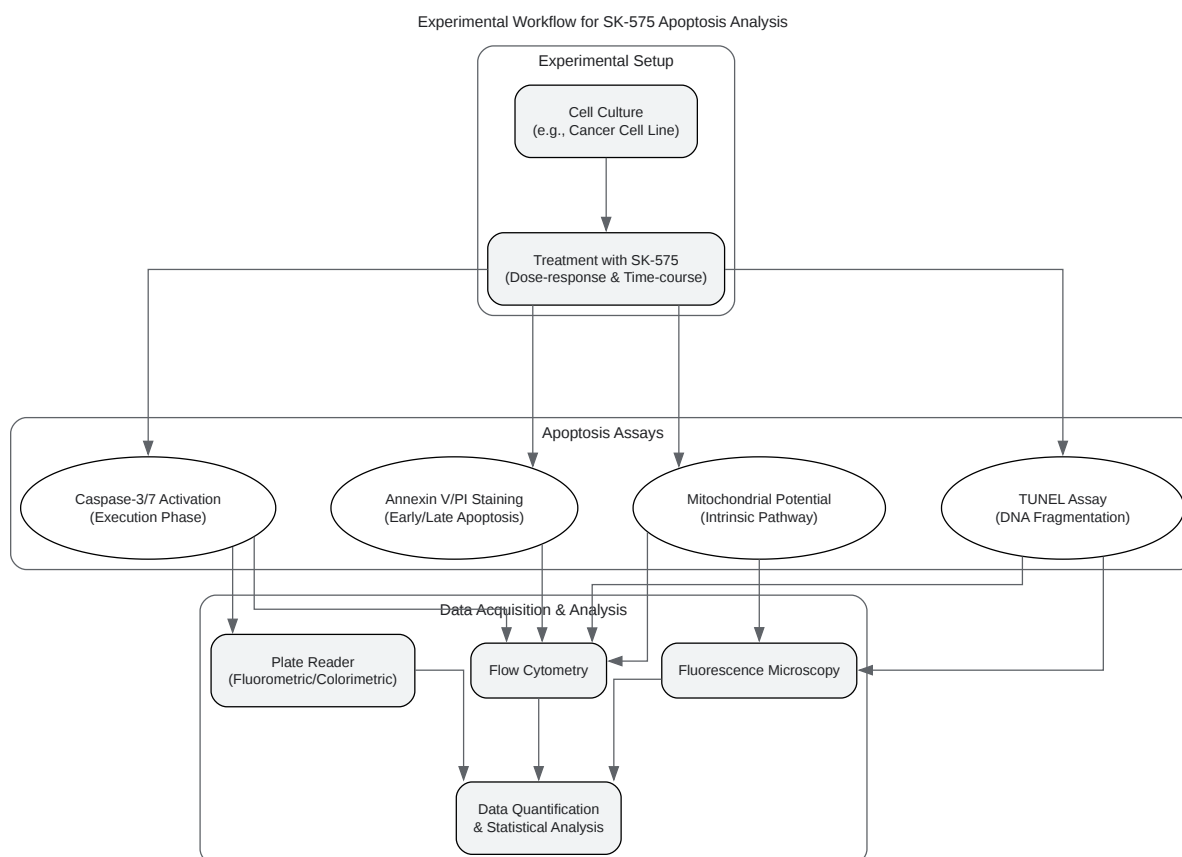 Experimental Workflow for SK-575 Apoptosis Analysis
Experimental Setup
Cell Culture
(e.g., Cancer Cell Line)
Treatment with SK-575
(Dose-response & Time-course)
Apoptosis Assays
Caspase-3/7 Activation
(Execution Phase)
Annexin V/PI Staining
(Early/Late Apoptosis)
Mitochondrial Potential
(Intrinsic Pathway)
TUNEL Assay
(DNA Fragmentation)
Data Acquisition & Analysis
Plate Reader
(Fluorometric/Colorimetric)
Flow Cytometry
Fluorescence Microscopy
Data Quantification
& Statistical Analysis